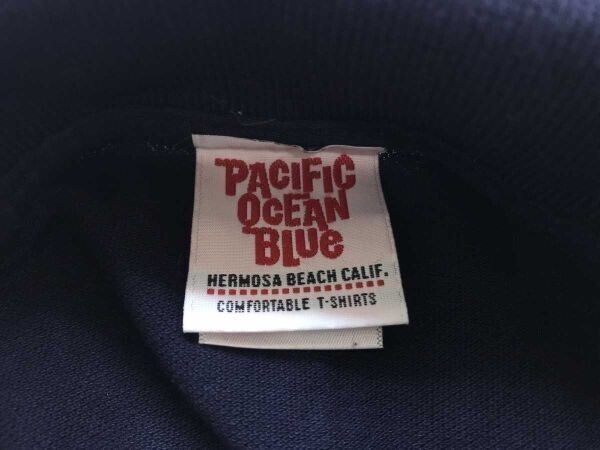 PACIFIC
OCEAN
BLUe
HERMOSA BEACH CALIF.
COMFORTABLE T-SHIRTS